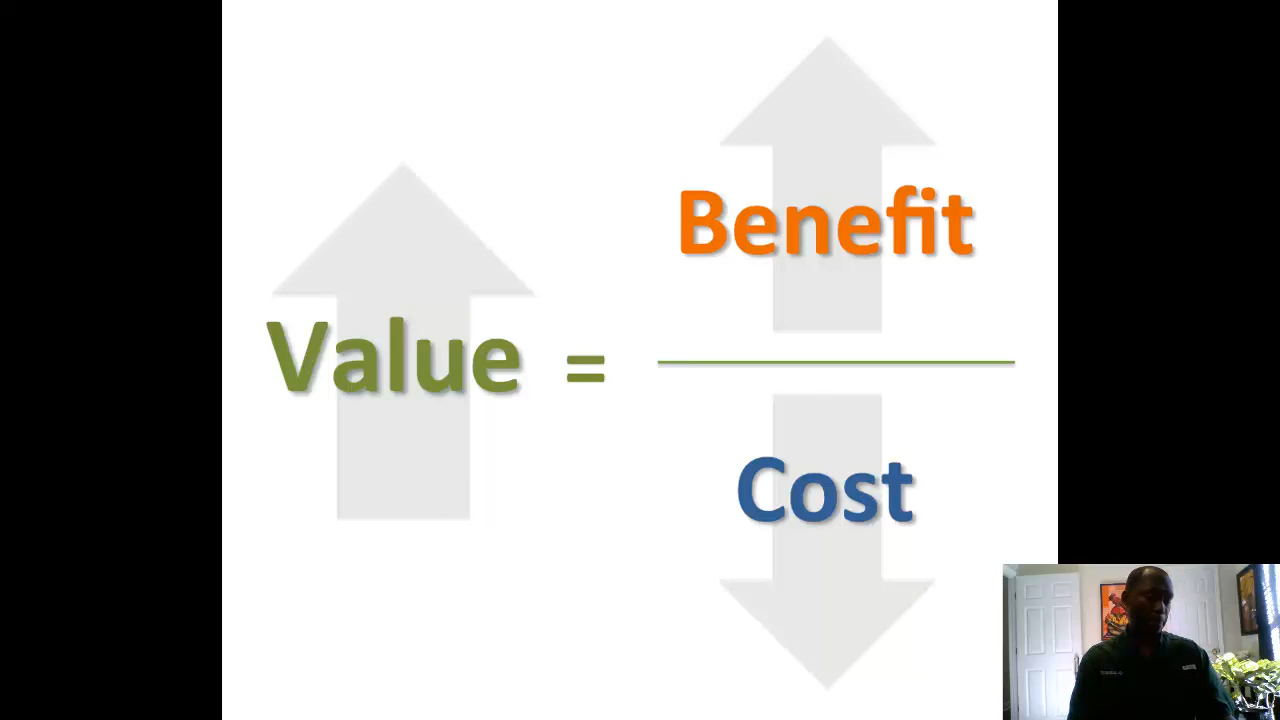 Benefit
Value =
Cost